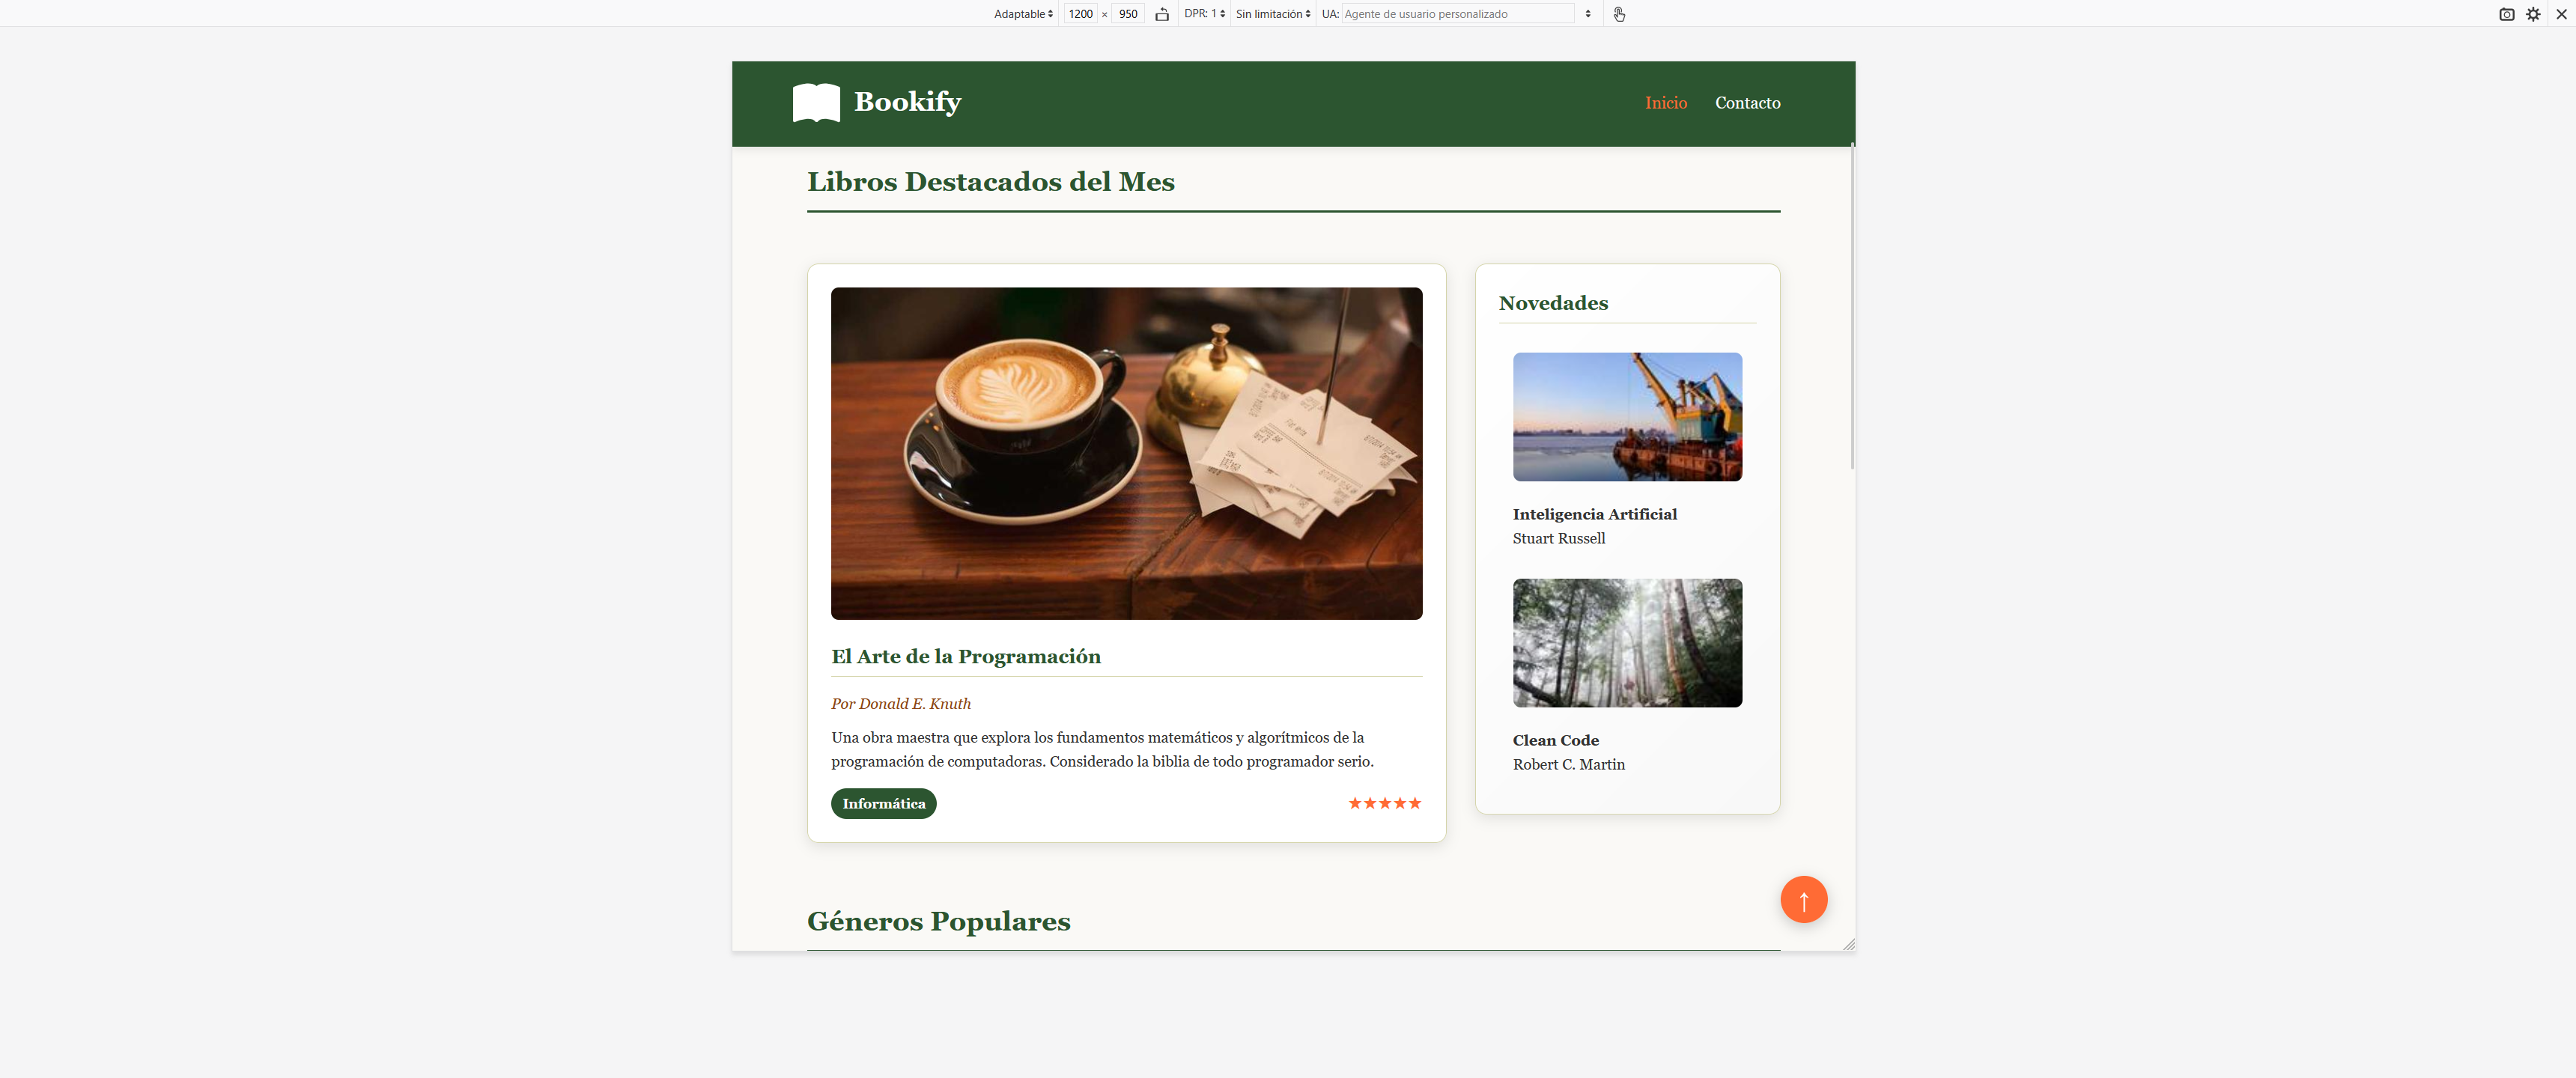 Adaptable 1200 × 950 DPR: 1 Sin limitación UA: Agente de usuario personalizado
Bookify
Inicio Contacto
Libros Destacados del Mes
El Arte de la Programación
Por Donald E. Knuth
Una obra maestra que explora los fundamentos matemáticos y algorítmicos de la
programación de computadoras. Considerado la biblia de todo programador serio.
Informática ★★★★★
Novedades
Inteligencia Artificial
Stuart Russell
Clean Code
Robert C. Martin
↑
Géneros Populares